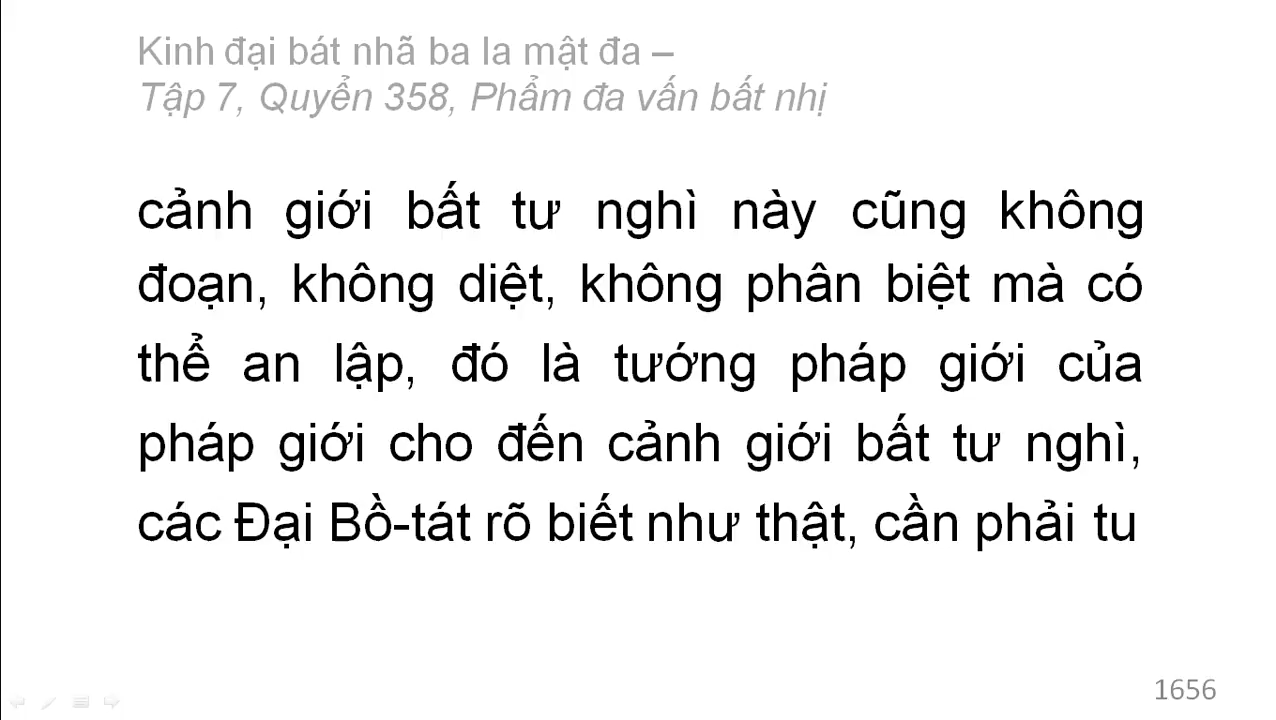 Kinh đại bát nhã ba la mật đa –
Tập 7, Quyển 358, Phẩm đa vấn bất nhị
cảnh giới bất tư nghì này cũng không
đoạn, không diệt, không phân biệt mà có
thể an lập, đó là tướng pháp giới của
pháp giới cho đến cảnh giới bất tư nghì,
các Đại Bồ-tát rõ biết như thật, cần phải tu
1656